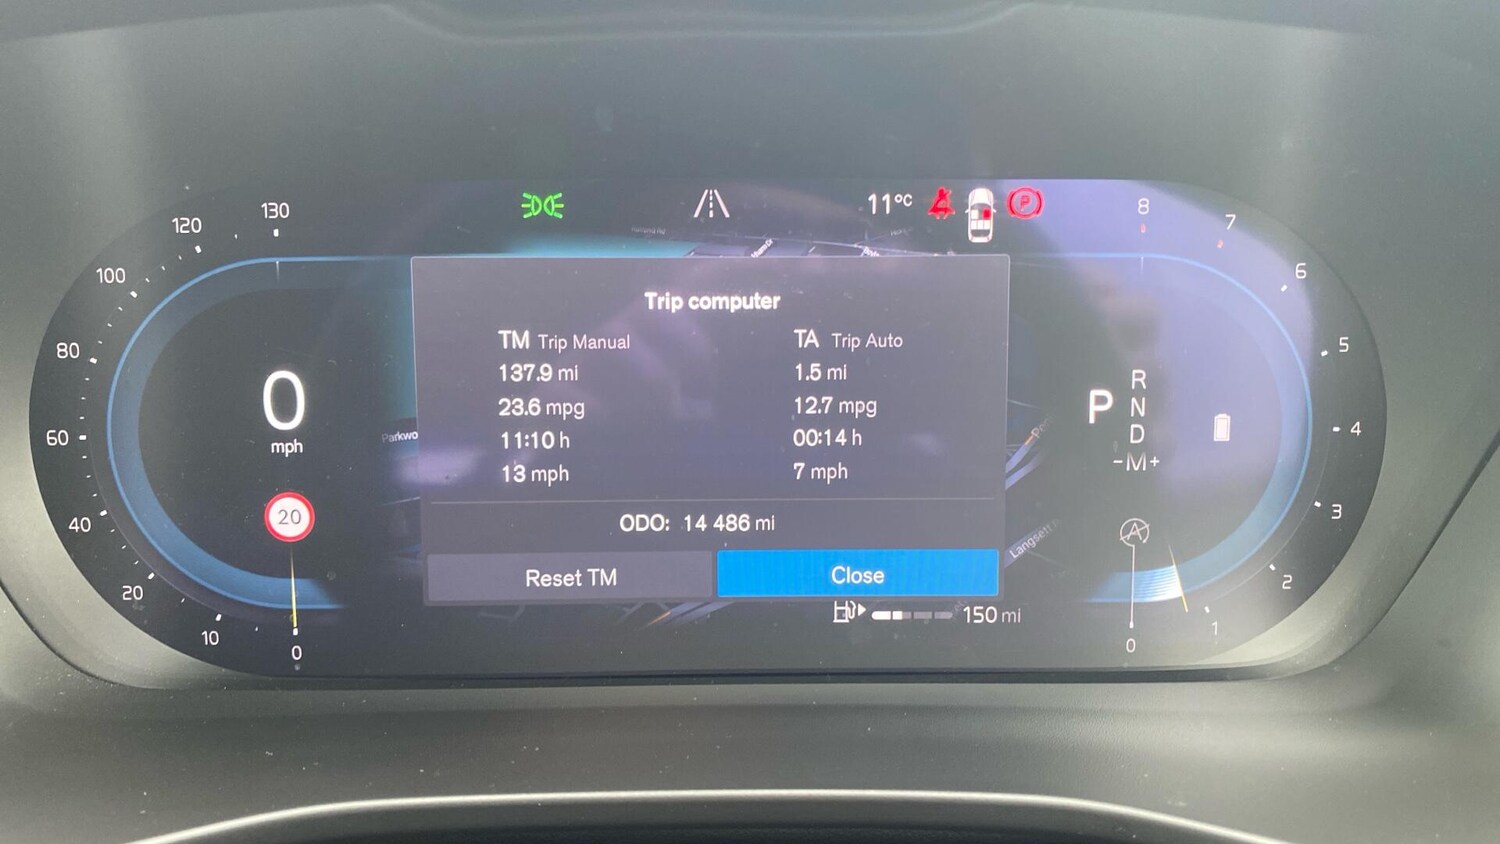 11°C
P
130
120
100
80
60
40
20
10
0
0
mph
20
8
7
6
5
4
3
2
1
0
Trip computer
TM Trip Manual
137.9 mi
23.6 mpg
11:10 h
13 mph
TA Trip Auto
1.5 mi
12.7 mpg
00:14 h
7 mph
ODO: 14 486 mi
Reset TM
Close
Parkwo
Langsett
P
R
N
D
-M+
A
150 mi